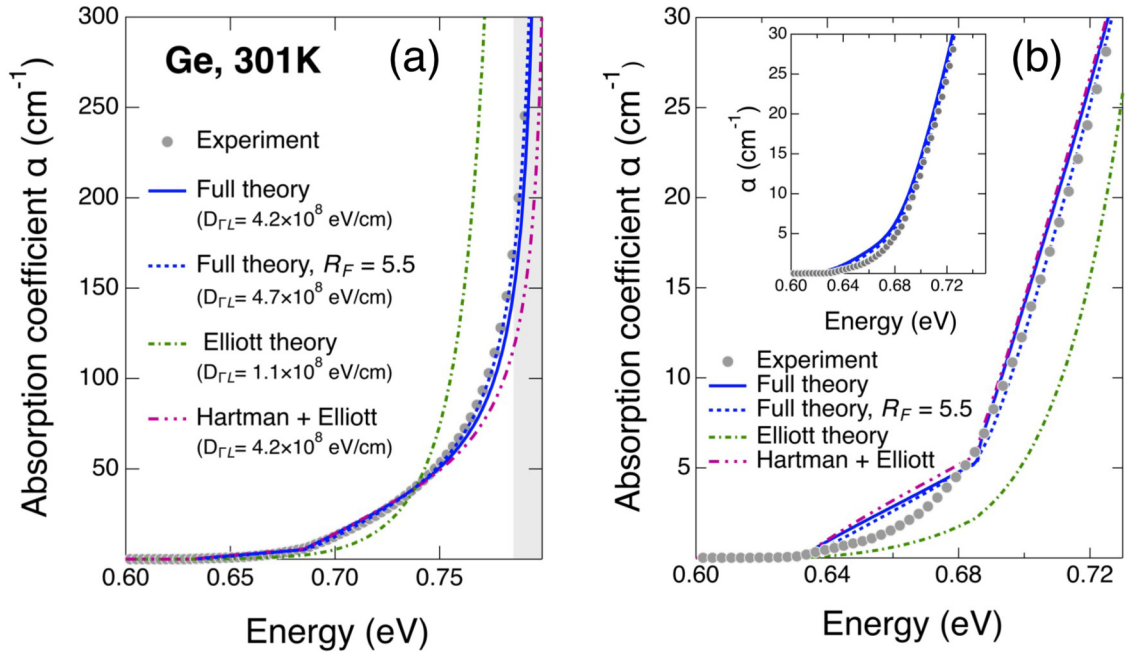 Ge, 301K
(a)
Absorption coefficient α (cm⁻¹)
300
250
200
150
100
50
Experiment
Full theory
(D_ΓL= 4.2×10⁸ eV/cm)
Full theory, R_F = 5.5
(D_ΓL= 4.7×10⁸ eV/cm)
Elliott theory
(D_ΓL= 1.1×10⁸ eV/cm)
Hartman + Elliott
(D_ΓL= 4.2×10⁸ eV/cm)
0.60 0.65 0.70 0.75
Energy (eV)
(b)
Absorption coefficient α (cm⁻¹)
30
25
20
15
10
5
α (cm⁻¹)
30
25
20
15
10
5
0.60 0.64 0.68 0.72
Energy (eV)
Experiment
Full theory
Full theory, R_F = 5.5
Elliott theory
Hartman + Elliott
0.60 0.64 0.68 0.72
Energy (eV)